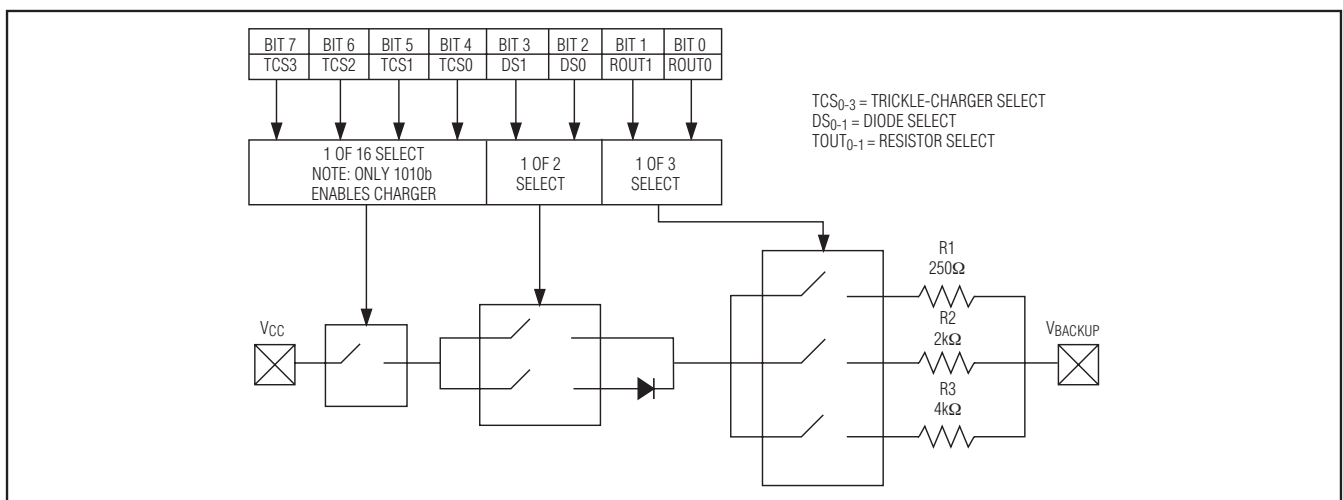 BIT 7 BIT 6 BIT 5 BIT 4 BIT 3 BIT 2 BIT 1 BIT 0
TCS3 TCS2 TCS1 TCS0 DS1 DS0 ROUT1 ROUT0
TCS0-3 = TRICKLE-CHARGER SELECT
DS0-1 = DIODE SELECT
TOUT0-1 = RESISTOR SELECT
1 OF 16 SELECT
NOTE: ONLY 1010b
ENABLES CHARGER
1 OF 2
SELECT
1 OF 3
SELECT
R1
250Ω
VCC
R2
2kΩ
VBACKUP
R3
4kΩ